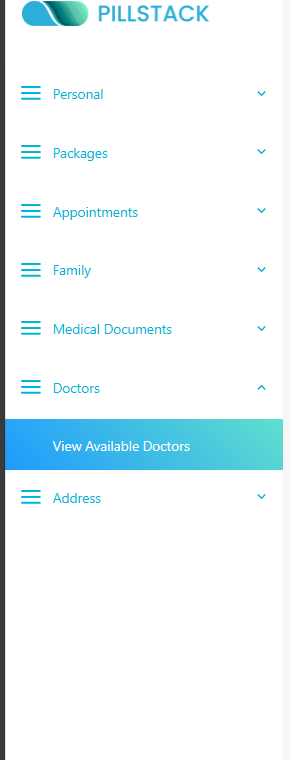 PILLSTACK
Personal
Packages
Appointments
Family
Medical Documents
Doctors
View Available Doctors
Address